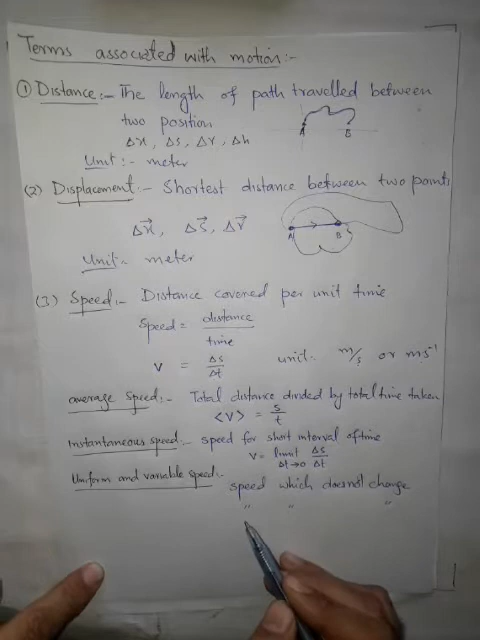 Terms associated with motion:-
① Distance:- The length of path travelled between
two position
A B
Δx, Δs, Δr, Δh
Unit:- meter
(2) Displacement:- Shortest distance between two points
Δx⃗, Δs⃗, Δr⃗
A B
Unit:- meter
(3) Speed:- Distance covered per unit time
Speed = distance/time
v = Δs/Δt unit:- m/s or ms⁻¹
average speed:- Total distance divided by total time taken
<v> = s/t
Instantaneous speed:- speed for short interval of time
v = limit Δt→0 Δs/Δt
Uniform and variable speed:-
speed which doesnot change
" " "